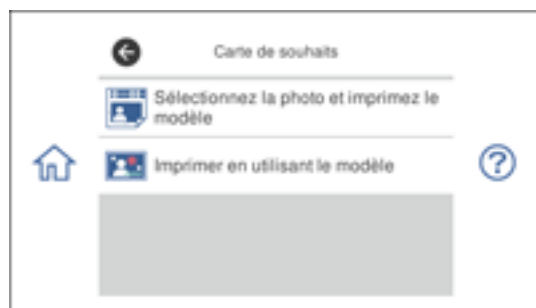 Carte de souhaits
Sélectionnez la photo et imprimez le
modèle
Imprimer en utilisant le modèle
?